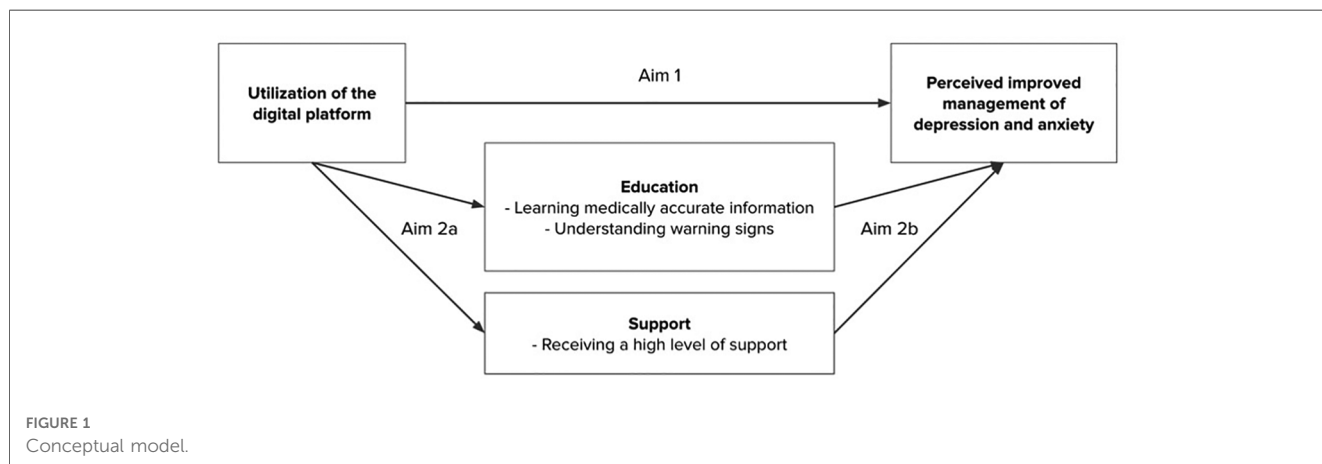 Aim 1
Utilization of the
digital platform
Perceived improved
management of
depression and anxiety
Education
- Learning medically accurate information
- Understanding warning signs
Aim 2a
Aim 2b
Support
- Receiving a high level of support
FIGURE 1
Conceptual model.